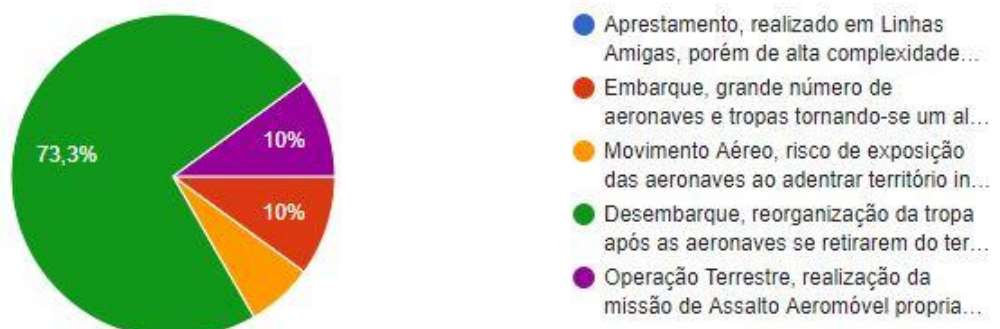 73,3%
10%
10%
Aprestamento, realizado em Linhas
Amigas, porém de alta complexidade...
Embarque, grande número de
aeronaves e tropas tornando-se um al...
Movimento Aéreo, risco de exposição
das aeronaves ao adentrar território in...
Desembarque, reorganização da tropa
após as aeronaves se retirarem do ter...
Operação Terrestre, realização da
missão de Assalto Aeromóvel propria...